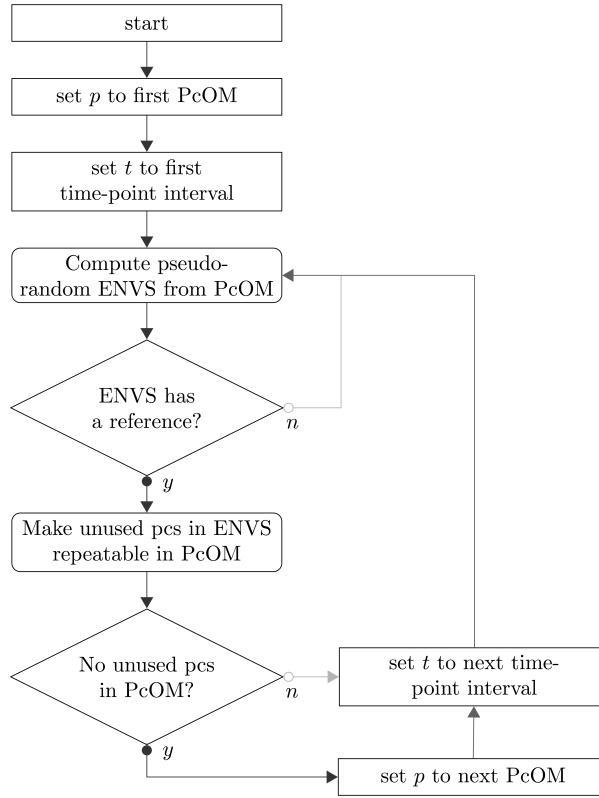 start
set p to first PcOM
set t to first
time-point interval
Compute pseudo-
random ENVS from PcOM
ENVS has
a reference?
n
y
Make unused pcs in ENVS
repeatable in PcOM
No unused pcs
in PcOM?
n
set t to next time-
point interval
y
set p to next PcOM